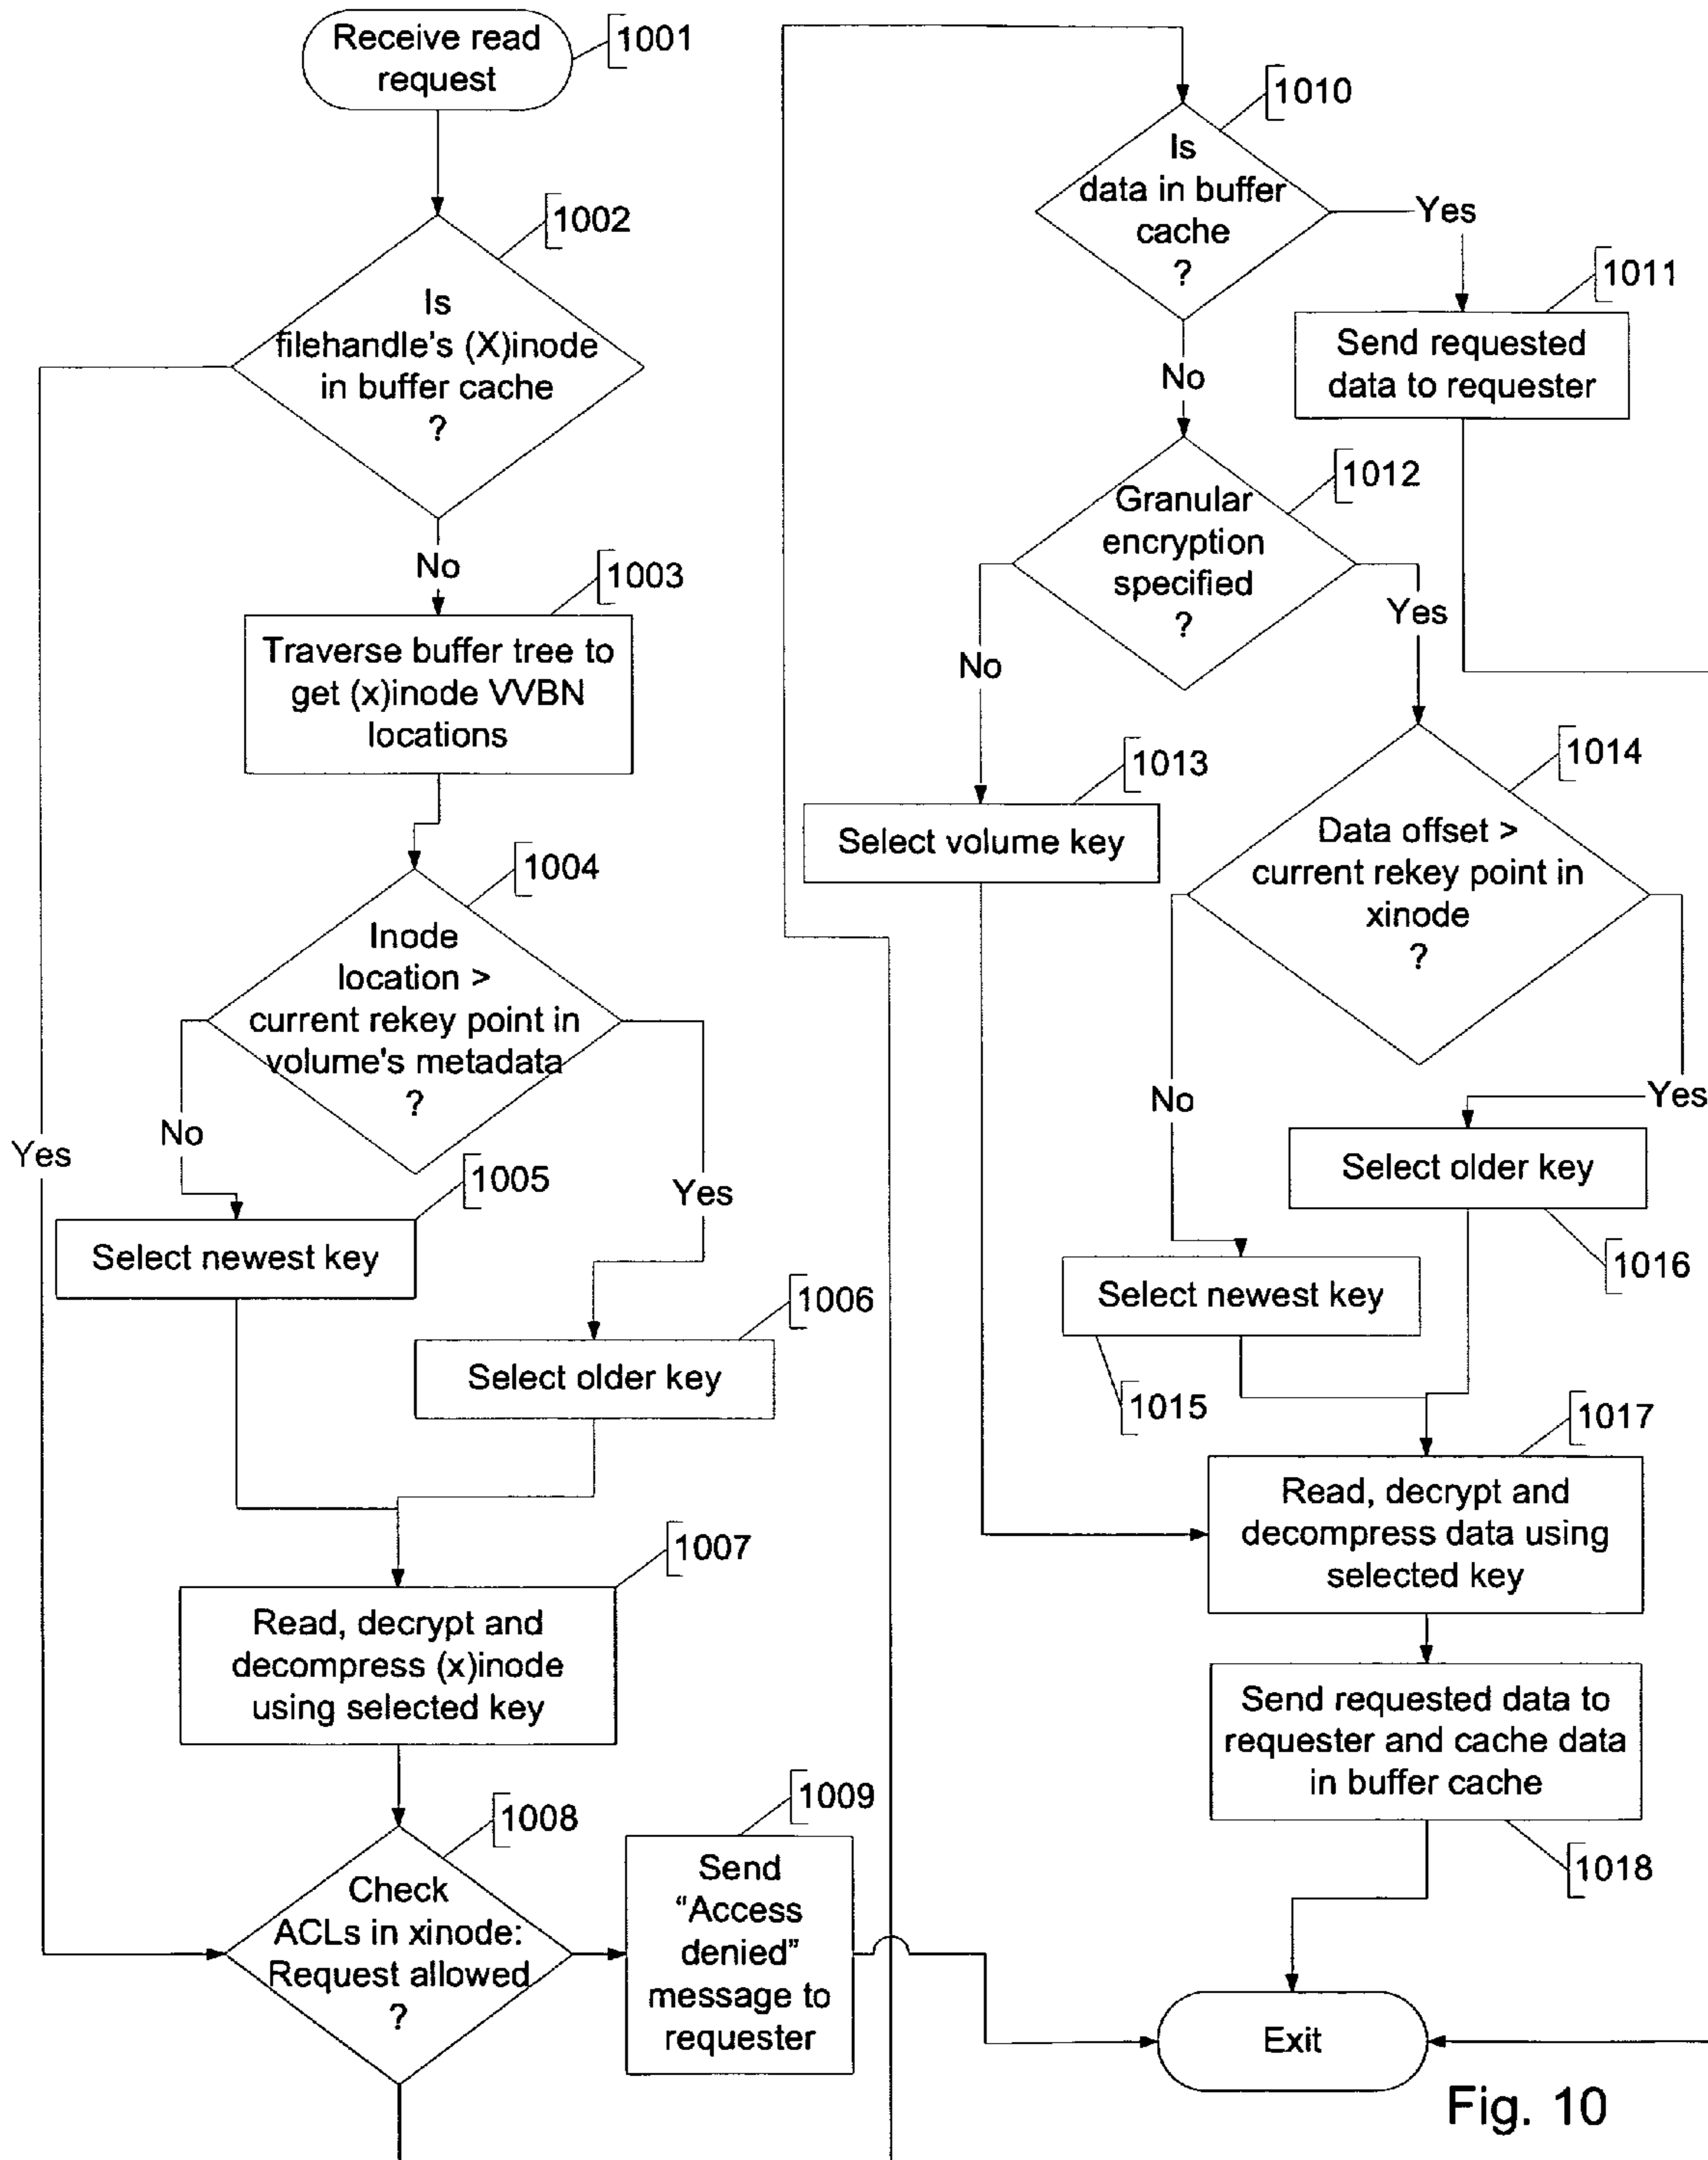 Receive read
request
1001
Is
filehandle's (X)inode
in buffer cache
?
1002
No
Yes
Traverse buffer tree to
get (x)inode VVBN
locations
1003
Inode
location >
current rekey point in
volume's metadata
?
1004
No
Yes
Select newest key
1005
Select older key
1006
Read, decrypt and
decompress (x)inode
using selected key
1007
Check
ACLs in xinode:
Request allowed
?
1008
Send
“Access
denied”
message to
requester
1009
Is
data in buffer
cache
?
1010
Yes
No
Send requested
data to requester
1011
Granular
encryption
specified
?
1012
No
Yes
Select volume key
1013
Data offset >
current rekey point in
xinode
?
1014
No
Yes
Select newest key
1015
Select older key
1016
Read, decrypt and
decompress data using
selected key
1017
Send requested data to
requester and cache data
in buffer cache
1018
Exit
Fig. 10